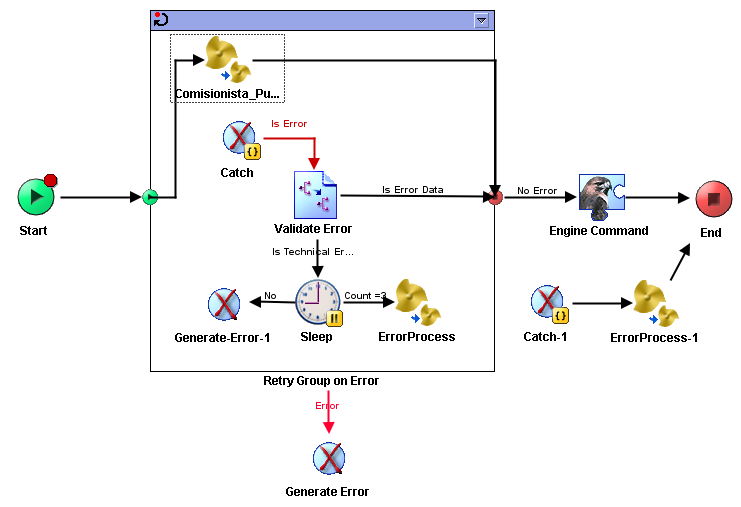 Comisionista_Pu...
Is Error
Catch
Is Error Data
No Error
Start
Validate Error
Engine Command
End
Is Technical Er...
No
Count =3
Generate-Error-1
Sleep
ErrorProcess
Catch-1
ErrorProcess-1
Retry Group on Error
Error
Generate Error